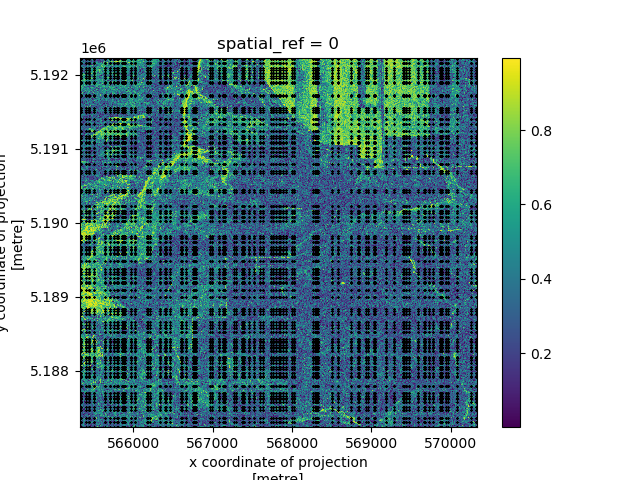 spatial_ref = 0
1e6
5.192
5.191
5.190
5.189
5.188
y coordinate of projection
[metre]
566000 567000 568000 569000 570000
x coordinate of projection
[metre]
0.8
0.6
0.4
0.2